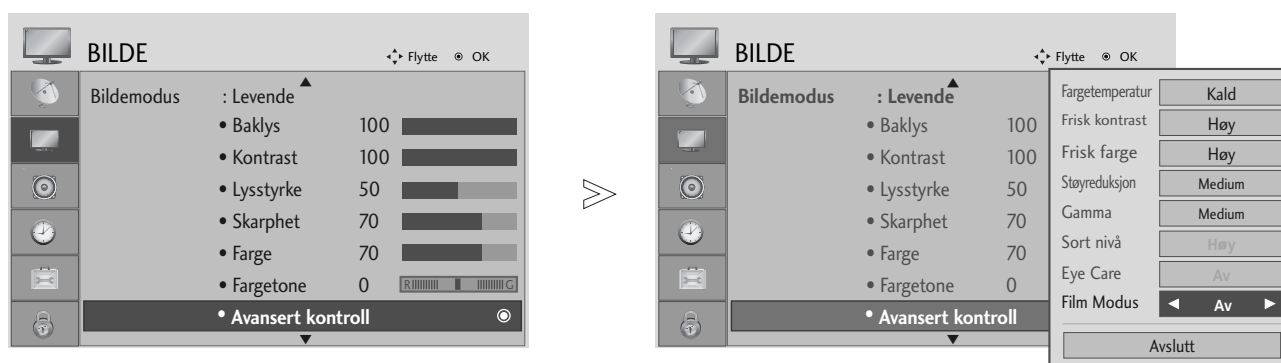 BILDE
Flytte OK
Bildemodus : Levende
• Baklys 100
• Kontrast 100
• Lysstyrke 50
• Skarphet 70
• Farge 70
• Fargetone 0 R G
• Avansert kontroll
BILDE
Flytte OK
Bildemodus : Levende
• Baklys 100
• Kontrast 100
• Lysstyrke 50
• Skarphet 70
• Farge 70
• Fargetone 0
• Avansert kontroll
Fargetemperatur Kald
Frisk kontrast Høy
Frisk farge Høy
Støyreduksjon Medium
Gamma Medium
Sort nivå Høy
Eye Care Av
Film Modus ◄ Av ►
Avslutt